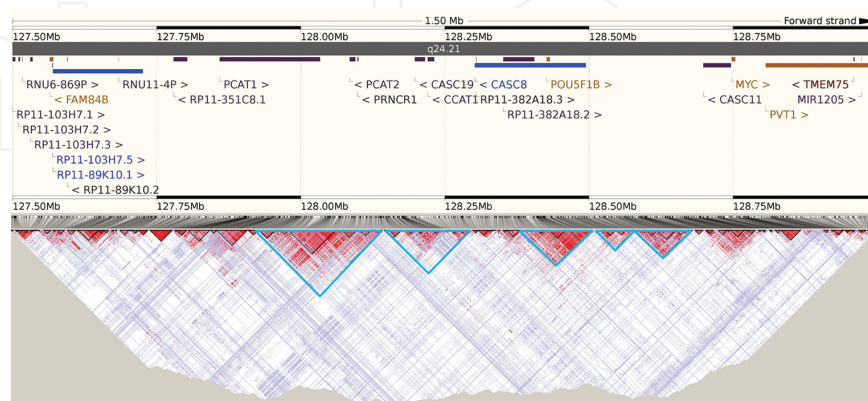 1.50 Mb Forward strand
127.50Mb 127.75Mb 128.00Mb 128.25Mb 128.50Mb 128.75Mb
q24.21
RNU6-869P > RNU11-4P > PCAT1 > < PCAT2 < CASC19 < CASC8 POU5F1B > MYC > < TMEM75
< FAM84B < RP11-351C8.1 < PRNCR1 < CCAT1 RP11-382A18.3 > < CASC11 MIR1205 >
RP11-103H7.1 > RP11-382A18.2 > PVT1 >
RP11-103H7.2 >
RP11-103H7.3 >
RP11-103H7.5 >
RP11-89K10.1 >
< RP11-89K10.2
127.50Mb 127.75Mb 128.00Mb 128.25Mb 128.50Mb 128.75Mb